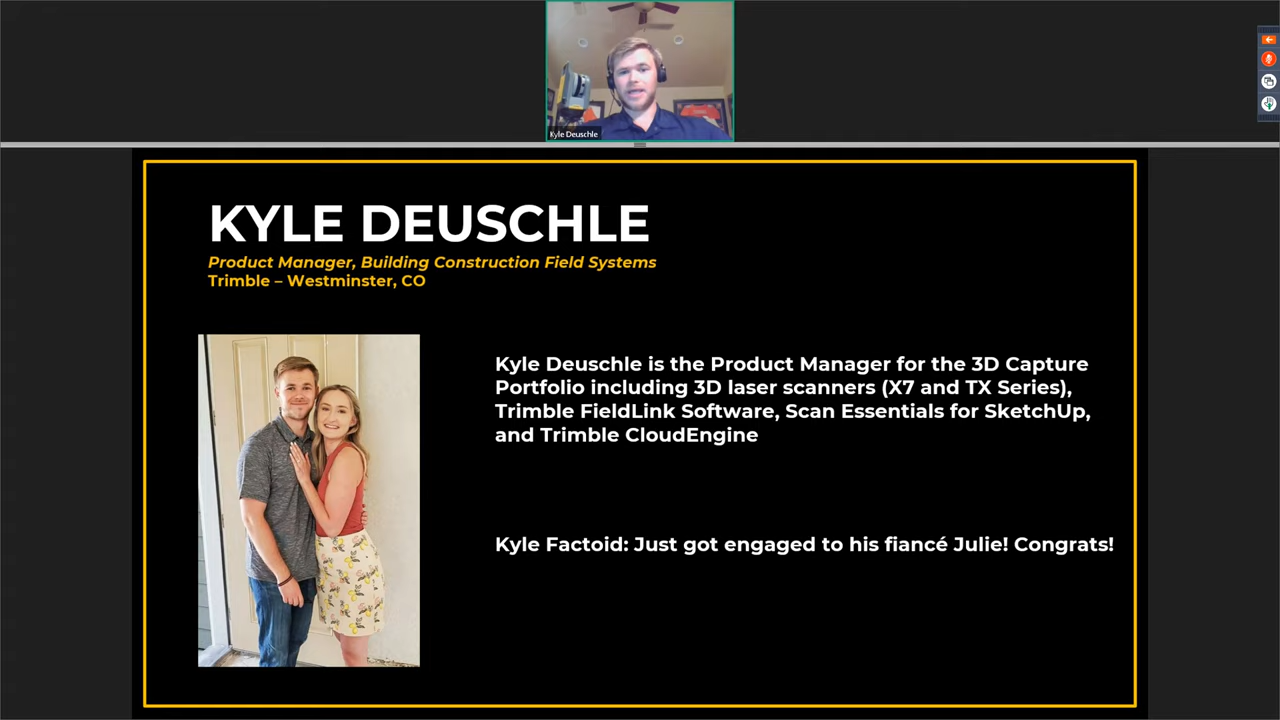 Kyle Deuschle
KYLE DEUSCHLE
Product Manager, Building Construction Field Systems
Trimble – Westminster, CO
Kyle Deuschle is the Product Manager for the 3D Capture
Portfolio including 3D laser scanners (X7 and TX Series),
Trimble FieldLink Software, Scan Essentials for SketchUp,
and Trimble CloudEngine
Kyle Factoid: Just got engaged to his fiancé Julie! Congrats!